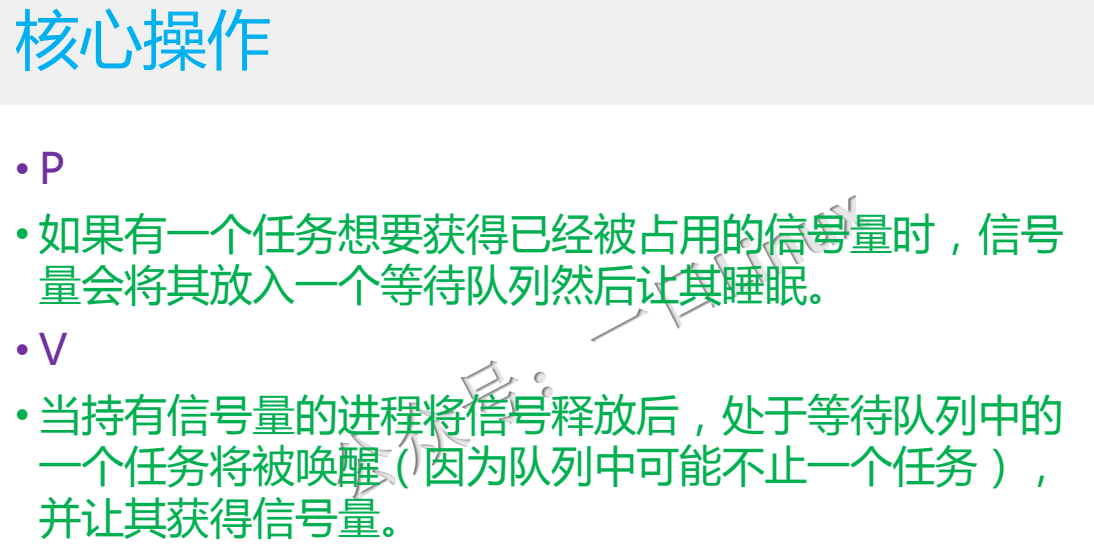 核心操作
• P
• 如果有一个任务想要获得已经被占用的信号量时，信号
量会将其放入一个等待队列然后让其睡眠。
• V
• 当持有信号量的进程将信号释放后，处于等待队列中的
一个任务将被唤醒（因为队列中可能不止一个任务），
并让其获得信号量。
公众号：一口Linux